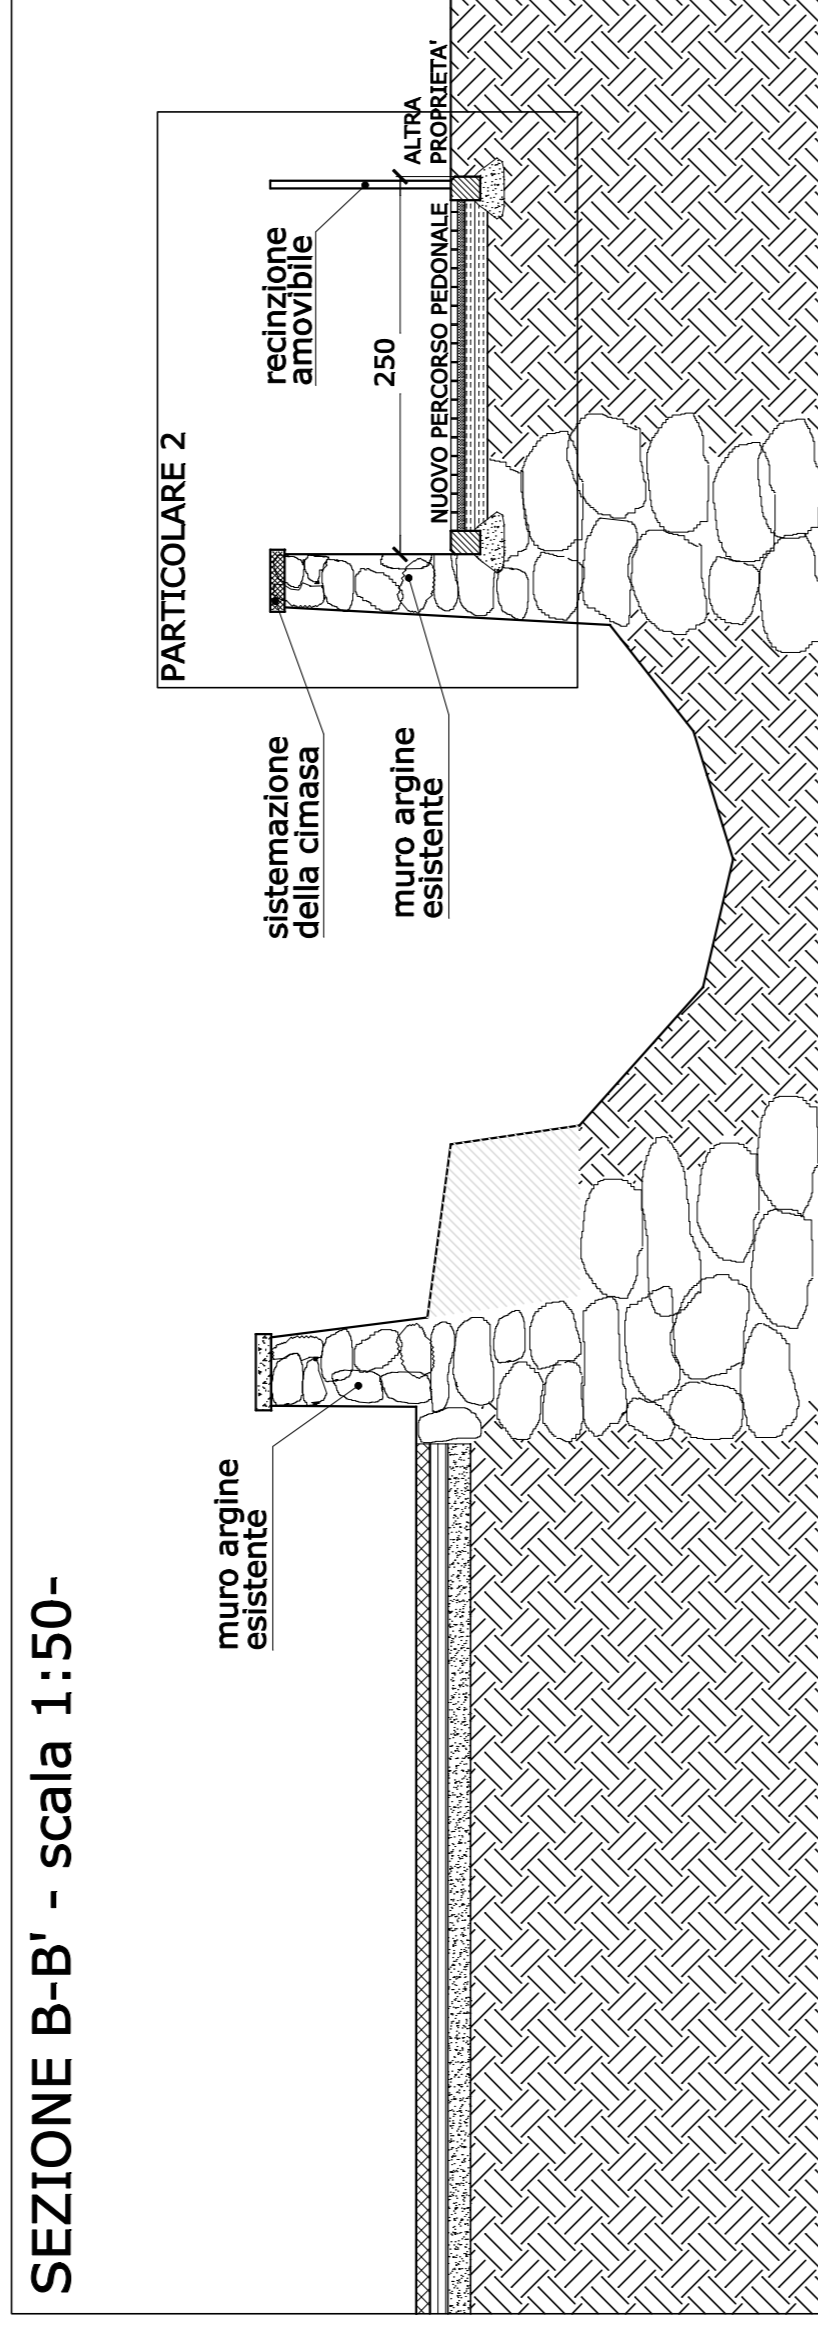 SEZIONE B-B' - scala 1:50-
muro argine
esistente
sistemazione
della cimasa
muro argine
esistente
PARTICOLARE 2
recinzione
amovibile
250
NUOVO PERCORSO PEDONALE
ALTRA
PROPRIETA'